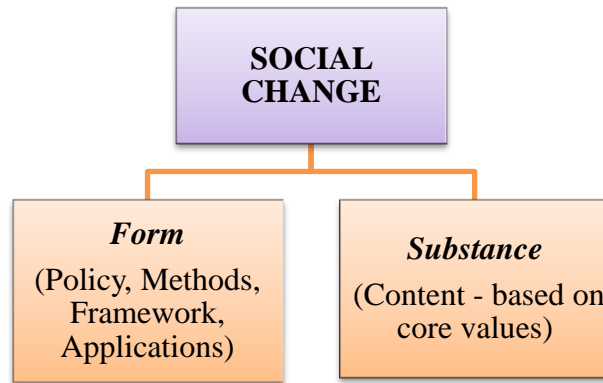 SOCIAL
CHANGE
Form
(Policy, Methods,
Framework,
Applications)
Substance
(Content - based on
core values)